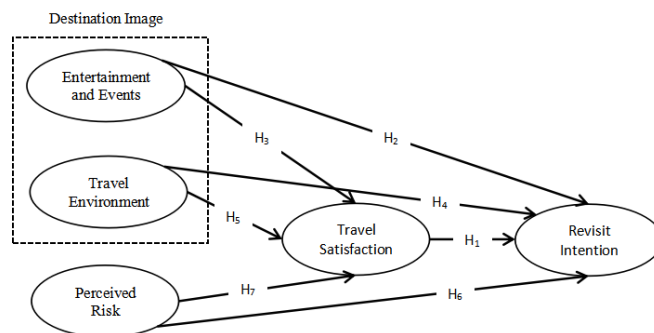 Destination Image
Entertainment
and Events
H3
H2
Travel
Environment
H4
H5
Travel
Satisfaction
H1
Revisit
Intention
Perceived
Risk
H7
H6